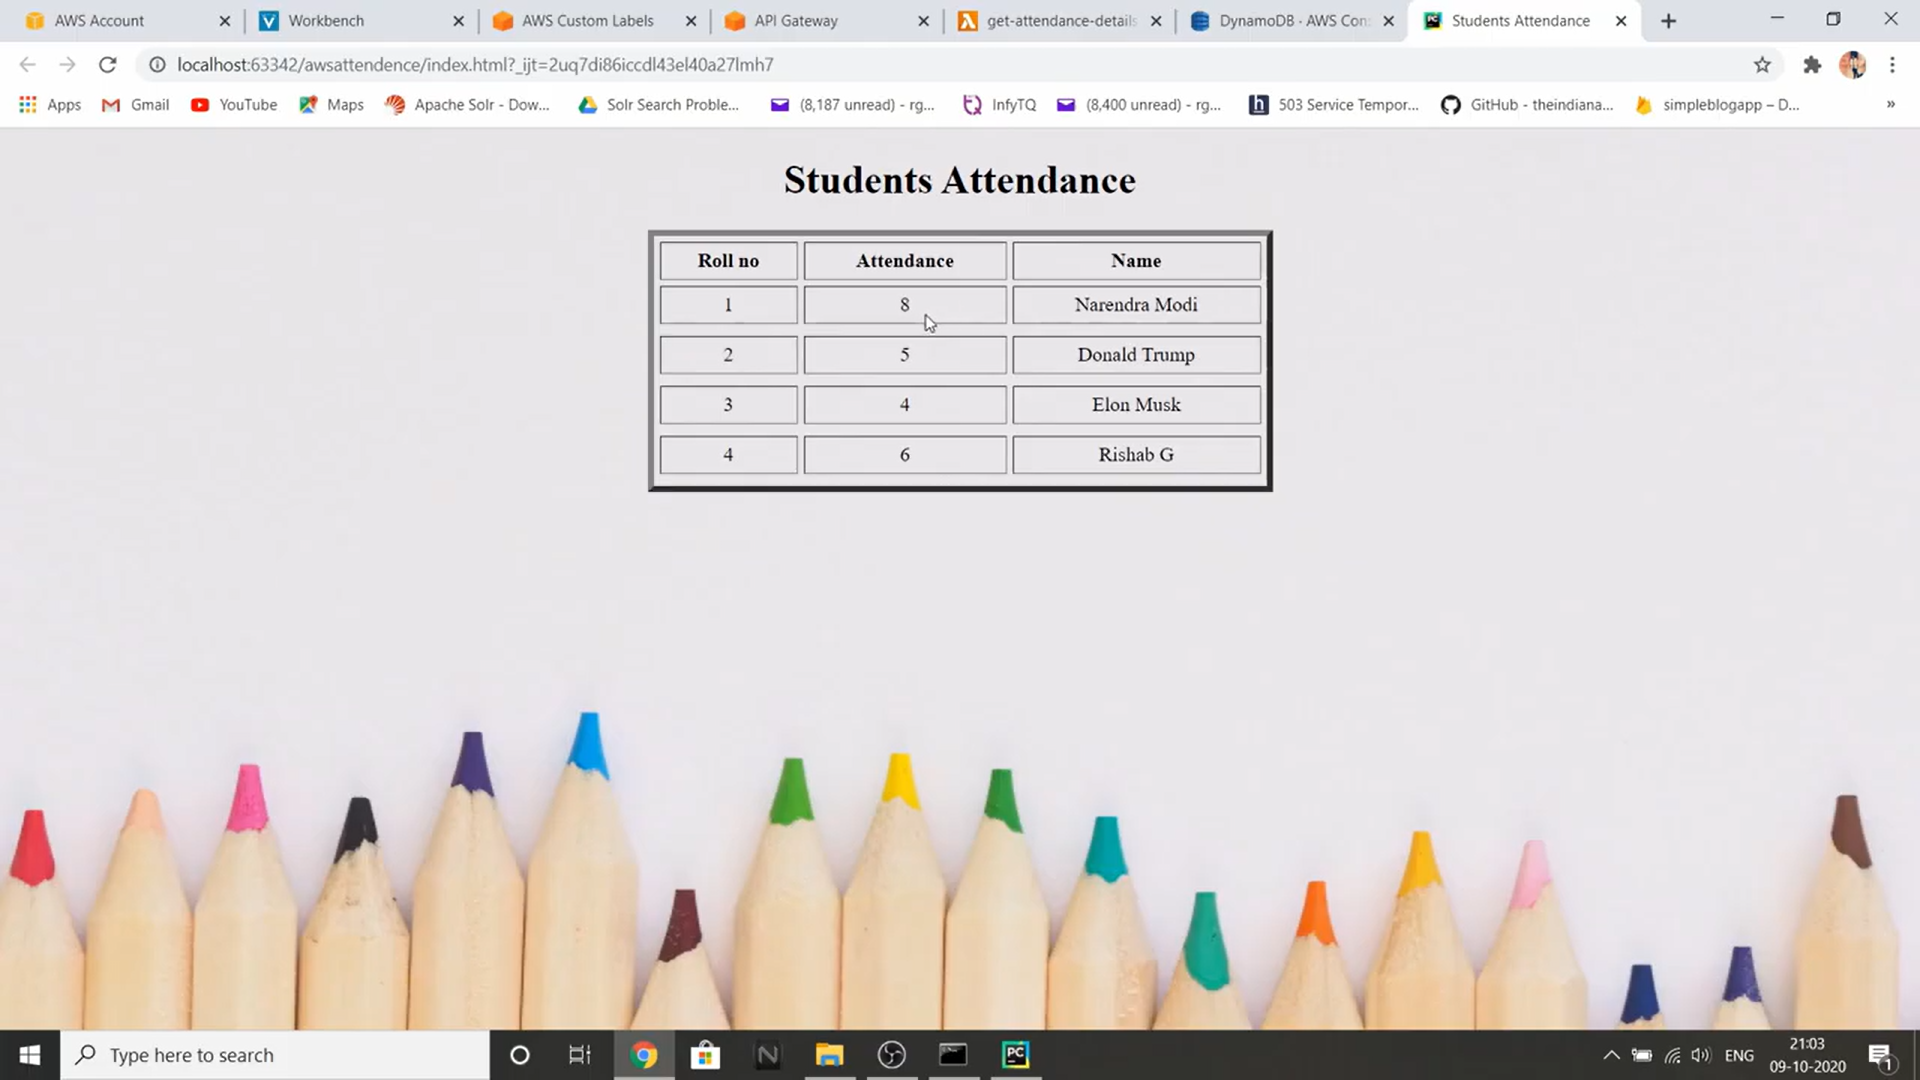 AWS Account
Workbench
AWS Custom Labels
API Gateway
get-attendance-details
DynamoDB · AWS Con
Students Attendance
localhost:63342/awsattendence/index.html?_ijt=2uq7di86iccdl43el40a27lmh7
Apps
Gmail
YouTube
Maps
Apache Solr - Dow...
Solr Search Proble...
(8,187 unread) - rg...
InfyTQ
(8,400 unread) - rg...
503 Service Tempor...
GitHub - theindiana...
simpleblogapp – D...
»
Students Attendance
Roll no Attendance Name
1 8 Narendra Modi
2 5 Donald Trump
3 4 Elon Musk
4 6 Rishab G
Type here to search
ENG
21:03
09-10-2020
1